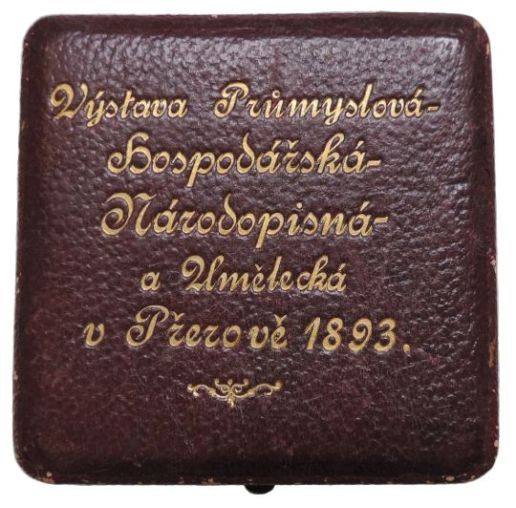 Výstava Průmyslová-
Hospodářská-
Národopisná-
a Umělecká
v Přerově 1893.